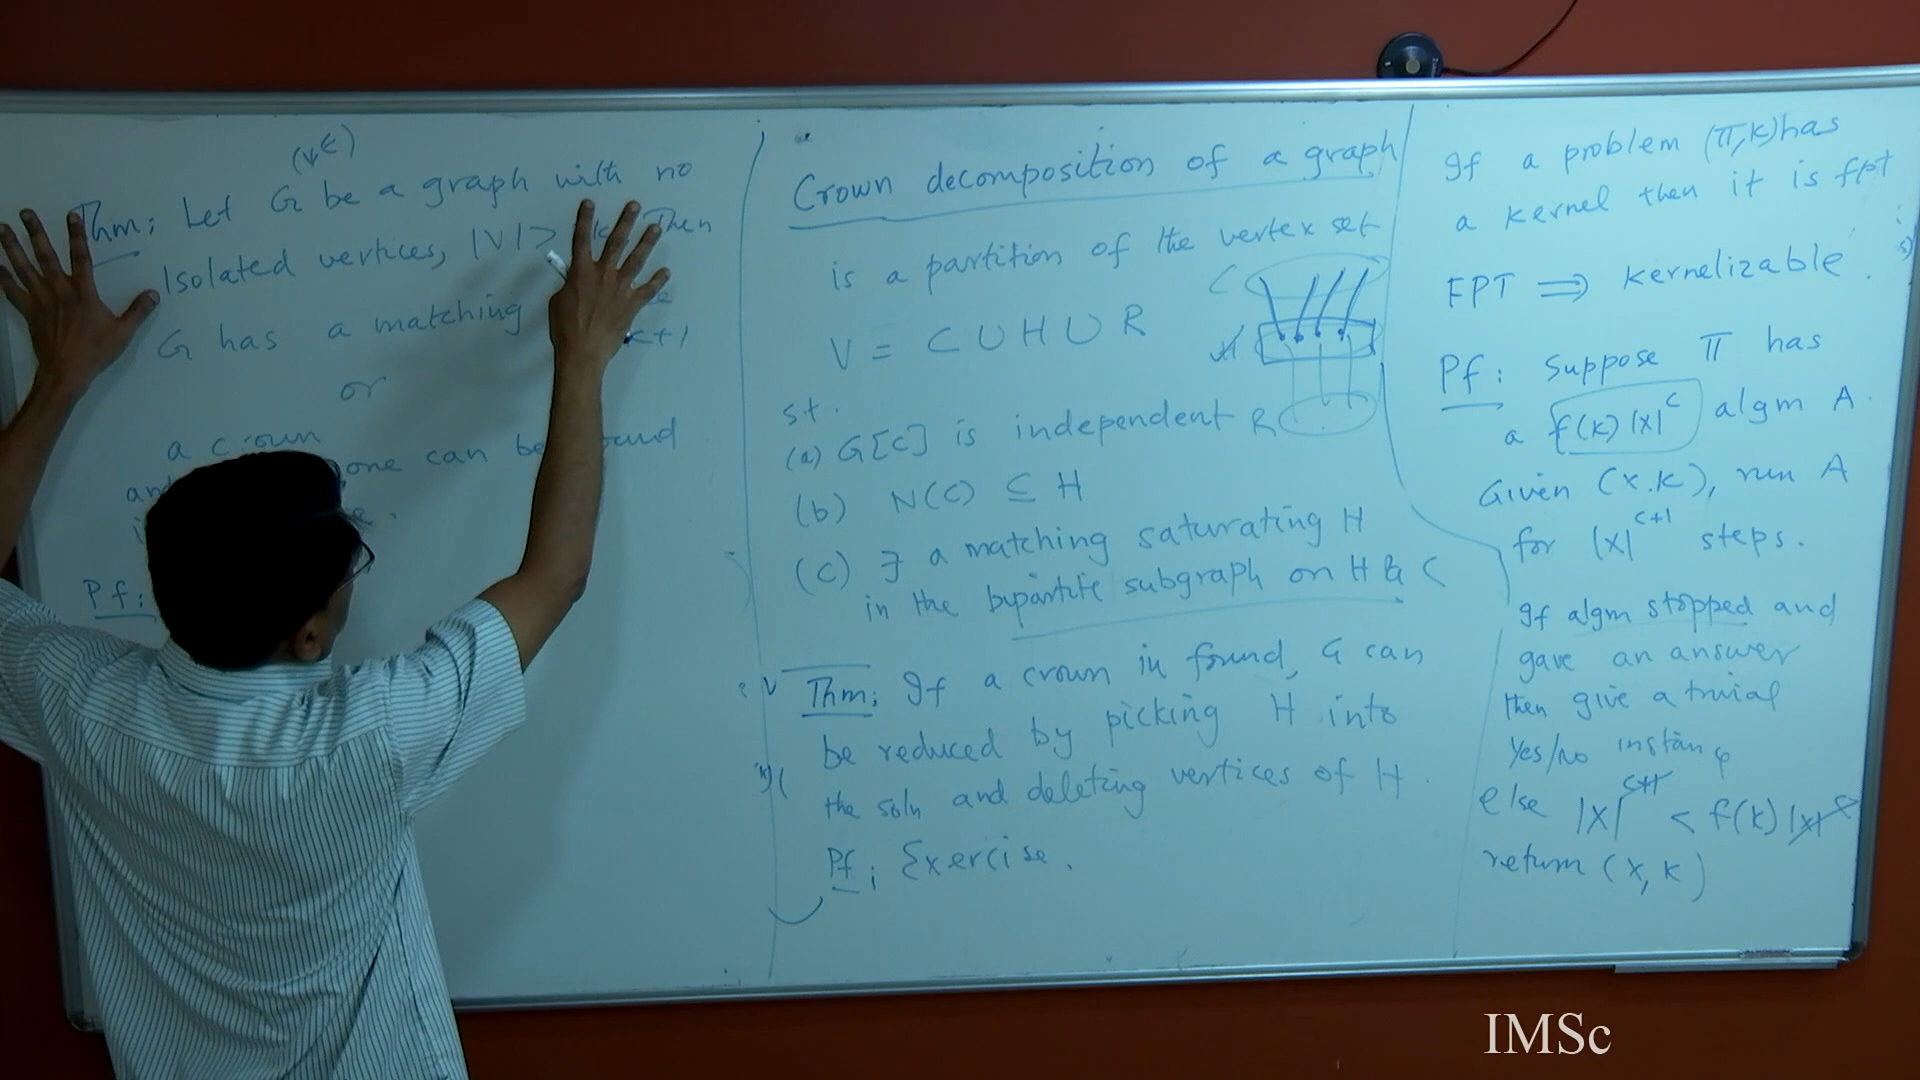 (V,E)
Thm: Let G be a graph with no
Isolated vertices, |V| > k. Then
G has a matching k+1
or
a crown
and one can be found
Pf:
Crown decomposition of a graph
is a partition of the vertex set
V = C ∪ H ∪ R
st.
(a) G[C] is independent
(b) N(C) ⊆ H
(c) ∃ a matching saturating H
in the bipartite subgraph on H & C
C
H
R
Thm: If a crown in found, G can
be reduced by picking H into
the soln and deleting vertices of H.
Pf: Exercise.
If a problem (π,k) has
a kernel then it is fpt
FPT ⟹ kernelizable.
Pf: Suppose π has
a f(k)|x|^c algm A.
Given (x.k), run A
for |x|^c+1 steps.
If algm stopped and
gave an answer
then give a trivial
Yes/no instance
else |x|^c+1 < f(k)|x|^c
return (x,k)
IMSc